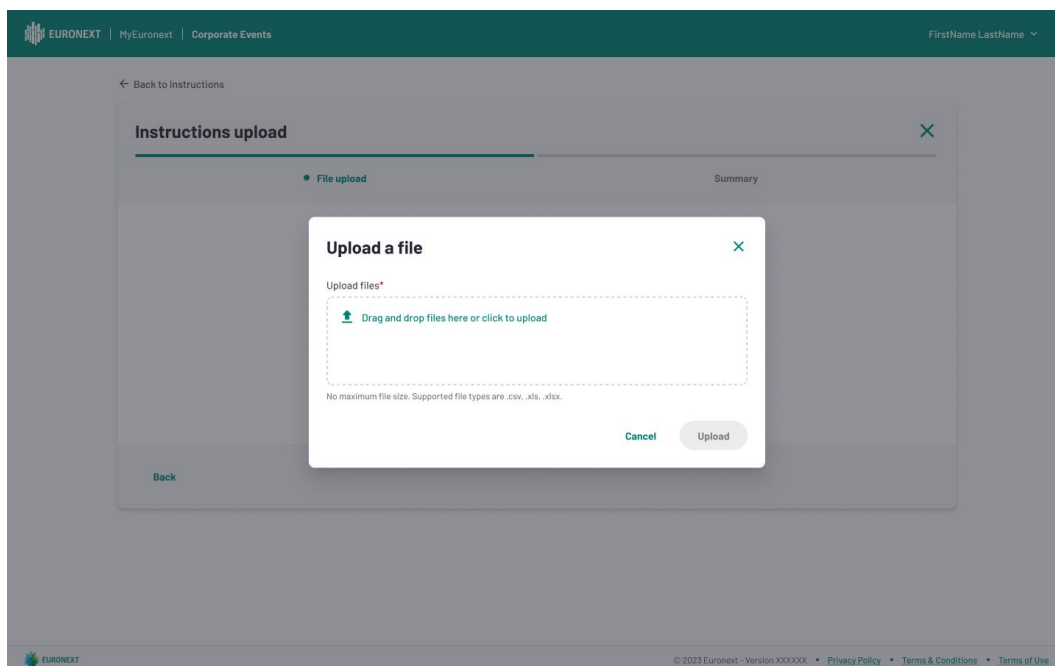 EURONEXT | MyEuronext | Corporate Events FirstName LastName
← Back to Instructions
Instructions upload
• File upload Summary
Upload a file
Upload files*
Drag and drop files here or click to upload
No maximum file size. Supported file types are .csv, .xls, .xlsx.
Cancel Upload
Back
EURONEXT © 2023 Euronext - Version XXXXXX • Privacy Policy • Terms & Conditions • Terms of Use